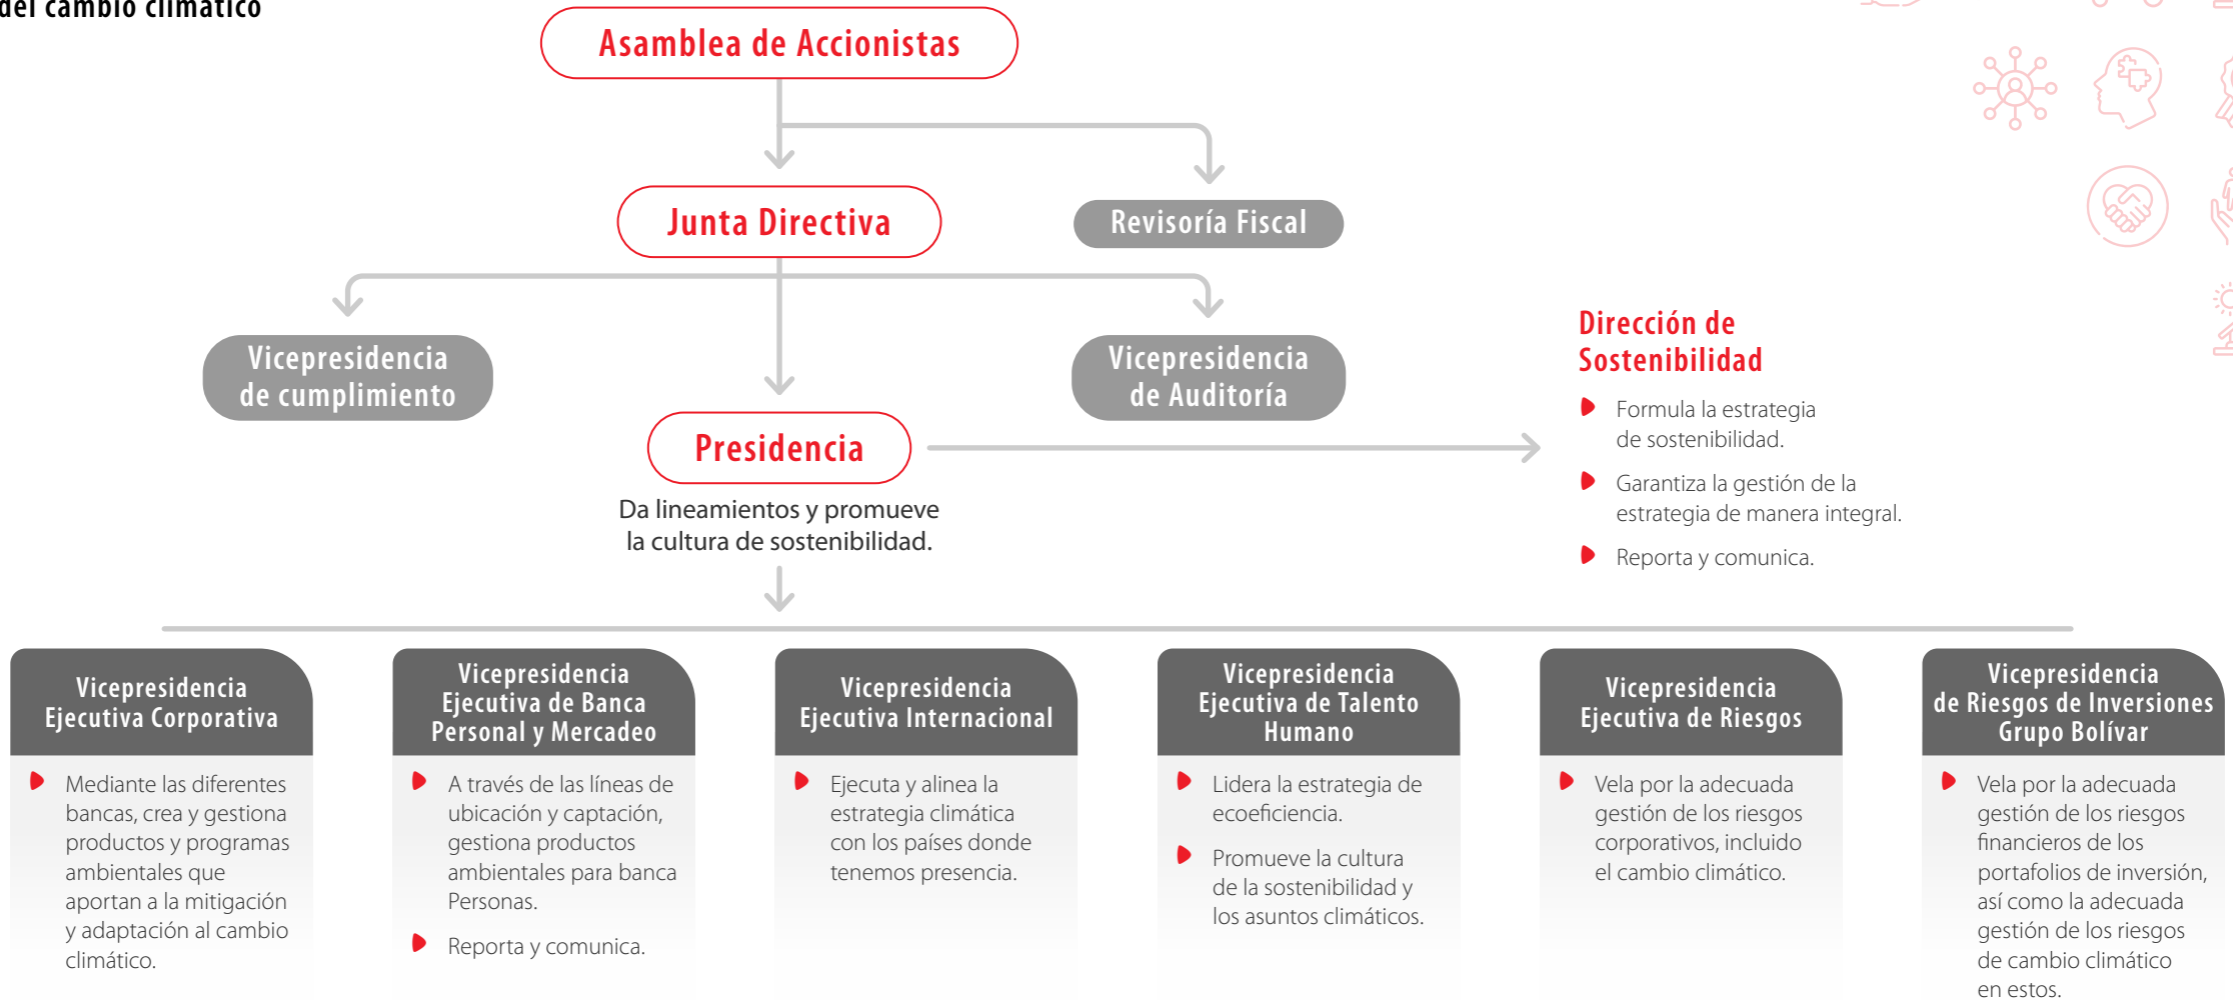 del cambio climático
Asamblea de Accionistas
Junta Directiva
Revisoría Fiscal
Vicepresidencia
de cumplimiento
Vicepresidencia
de Auditoría
Presidencia
Da lineamientos y promueve
la cultura de sostenibilidad.
Dirección de
Sostenibilidad
Formula la estrategia
de sostenibilidad.
Garantiza la gestión de la
estrategia de manera integral.
Reporta y comunica.
Vicepresidencia
Ejecutiva Corporativa
Mediante las diferentes
bancas, crea y gestiona
productos y programas
ambientales que
aportan a la mitigación
y adaptación al cambio
climático.
Vicepresidencia
Ejecutiva de Banca
Personal y Mercadeo
A través de las líneas de
ubicación y captación,
gestiona productos
ambientales para banca
Personas.
Reporta y comunica.
Vicepresidencia
Ejecutiva Internacional
Ejecuta y alinea la
estrategia climática
con los países donde
tenemos presencia.
Vicepresidencia
Ejecutiva de Talento
Humano
Lidera la estrategia de
ecoeficiencia.
Promueve la cultura
de la sostenibilidad y
los asuntos climáticos.
Vicepresidencia
Ejecutiva de Riesgos
Vela por la adecuada
gestión de los riesgos
corporativos, incluido
el cambio climático.
Vicepresidencia
de Riesgos de Inversiones
Grupo Bolívar
Vela por la adecuada
gestión de los riesgos
financieros de los
portafolios de inversión,
así como la adecuada
gestión de los riesgos
de cambio climático
en estos.